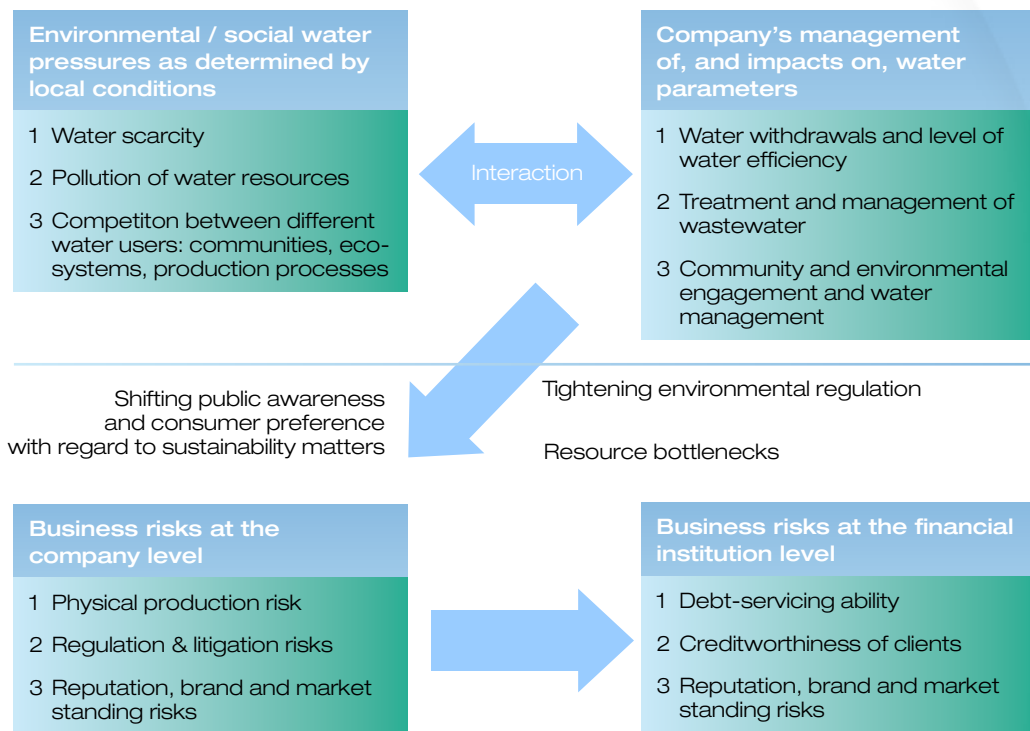 Environmental / social water
pressures as determined by
local conditions
1 Water scarcity
2 Pollution of water resources
3 Competiton between different
water users: communities, eco-
systems, production processes
Interaction
Company's management
of, and impacts on, water
parameters
1 Water withdrawals and level of
water efficiency
2 Treatment and management of
wastewater
3 Community and environmental
engagement and water
management
Shifting public awareness
and consumer preference
with regard to sustainability matters
Tightening environmental regulation
Resource bottlenecks
Business risks at the
company level
1 Physical production risk
2 Regulation & litigation risks
3 Reputation, brand and market
standing risks
Business risks at the financial
institution level
1 Debt-servicing ability
2 Creditworthiness of clients
3 Reputation, brand and market
standing risks